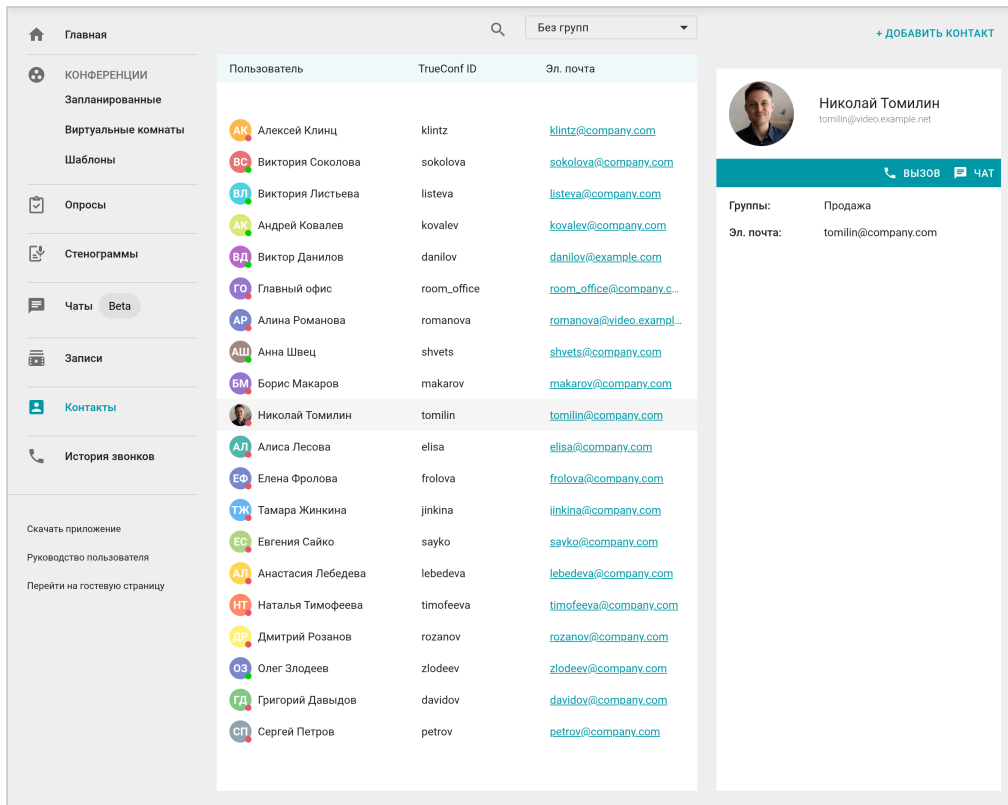 Главная
КОНФЕРЕНЦИИ
Запланированные
Виртуальные комнаты
Шаблоны
Опросы
Стенограммы
Чаты Beta
Записи
Контакты
История звонков
Скачать приложение
Руководство пользователя
Перейти на гостевую страницу
Без групп
Пользователь TrueConf ID Эл. почта
АК Алексей Клинц klintz klintz@company.com
ВС Виктория Соколова sokolova sokolova@company.com
ВЛ Виктория Листьева listeva listeva@company.com
АК Андрей Ковалев kovalev kovalev@company.com
ВД Виктор Данилов danilov danilov@example.com
ГО Главный офис room_office room_office@company.c...
АР Алина Романова romanova romanova@video.exampl...
АШ Анна Швец shvets shvets@company.com
БМ Борис Макаров makarov makarov@company.com
Николай Томилин tomilin tomilin@company.com
АЛ Алиса Лесова elisa elisa@company.com
ЕФ Елена Фролова frolova frolova@company.com
ТЖ Тамара Жинкина jinkina jinkina@company.com
ЕС Евгения Сайко sayko sayko@company.com
АЛ Анастасия Лебедева lebedeva lebedeva@company.com
НТ Наталья Тимофеева timofeeva timofeeva@company.com
ДР Дмитрий Розанов rozanov rozanov@company.com
ОЗ Олег Злодеев zlodeev zlodeev@company.com
ГД Григорий Давыдов davidov davidov@company.com
СП Сергей Петров petrov petrov@company.com
+ ДОБАВИТЬ КОНТАКТ
Николай Томилин
tomilin@video.example.net
ВЫЗОВ ЧАТ
Группы: Продажа
Эл. почта: tomilin@company.com